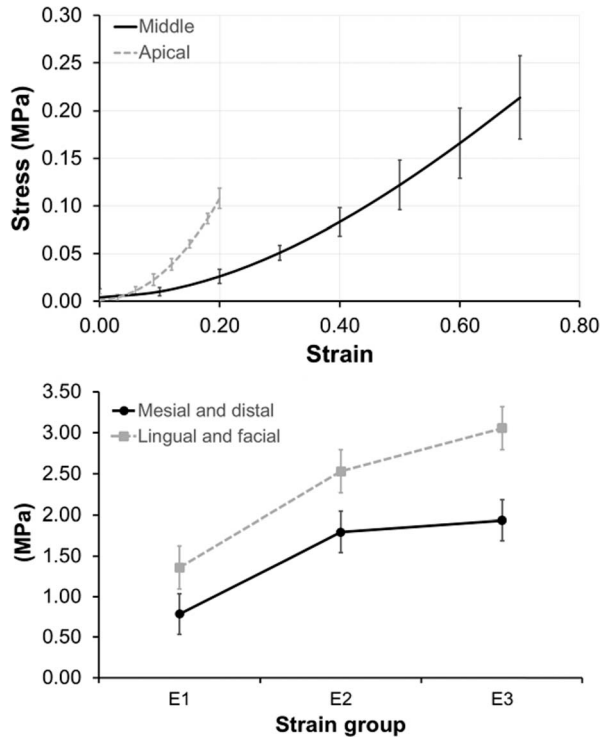 0.30
0.25
0.20
0.15
0.10
0.05
0.00
Stress (MPa)
Middle
Apical
0.00 0.20 0.40 0.60 0.80
Strain
3.50
3.00
2.50
2.00
1.50
1.00
0.50
0.00
(MPa)
Mesial and distal
Lingual and facial
E1 E2 E3
Strain group